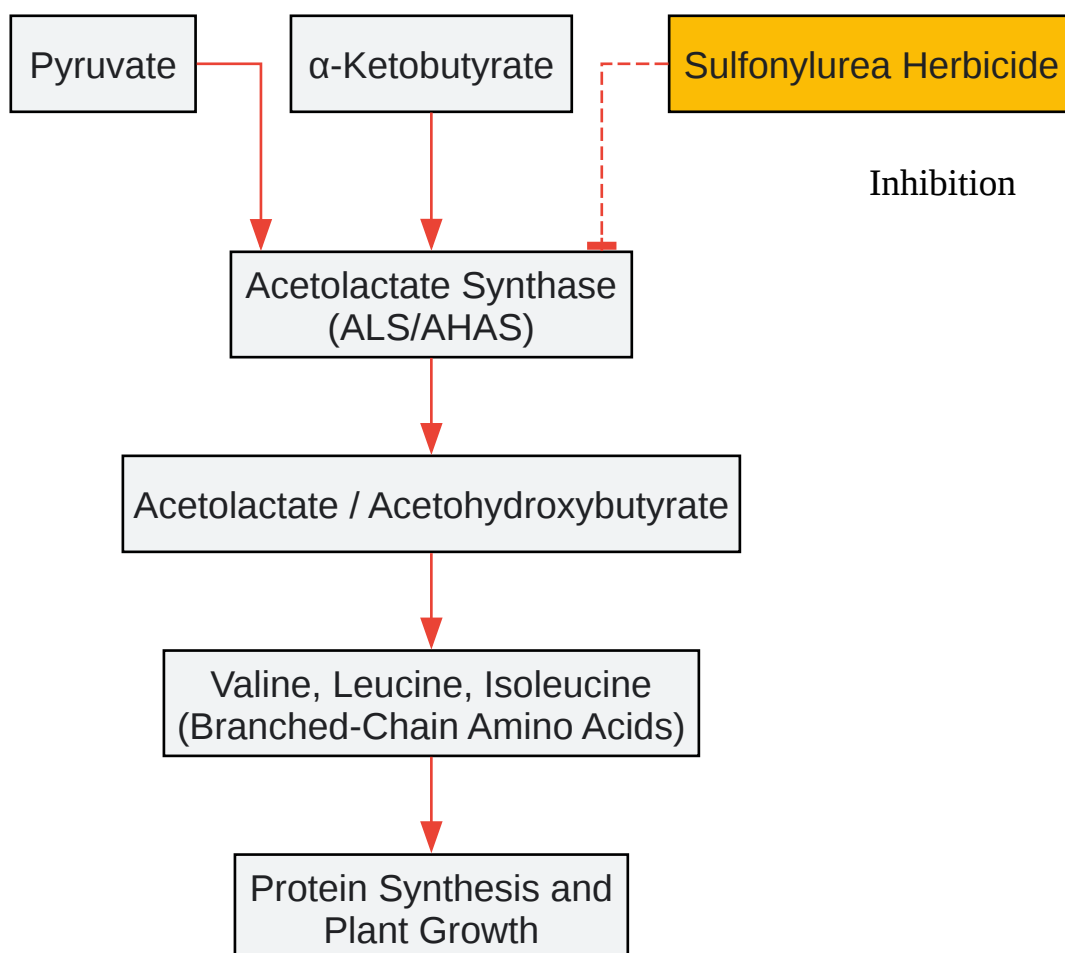 Pyruvate
α-Ketobutyrate
Sulfonylurea Herbicide
Inhibition
Acetolactate Synthase
(ALS/AHAS)
Acetolactate / Acetohydroxybutyrate
Valine, Leucine, Isoleucine
(Branched-Chain Amino Acids)
Protein Synthesis and
Plant Growth